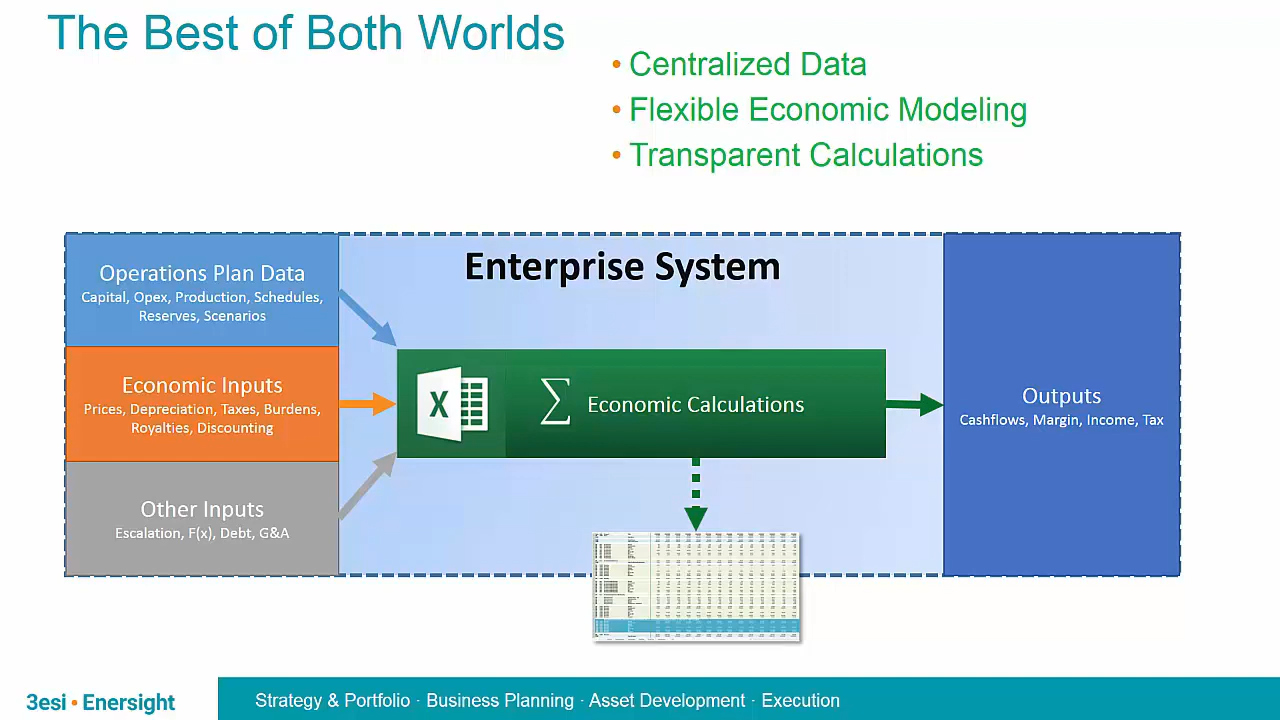 The Best of Both Worlds
• Centralized Data
• Flexible Economic Modeling
• Transparent Calculations
Enterprise System
Operations Plan Data
Capital, Opex, Production, Schedules,
Reserves, Scenarios
Economic Inputs
Prices, Depreciation, Taxes, Burdens,
Royalties, Discounting
Other Inputs
Escalation, F(x), Debt, G&A
X
∑ Economic Calculations
Outputs
Cashflows, Margin, Income, Tax
3esi • Enersight
Strategy & Portfolio · Business Planning · Asset Development · Execution